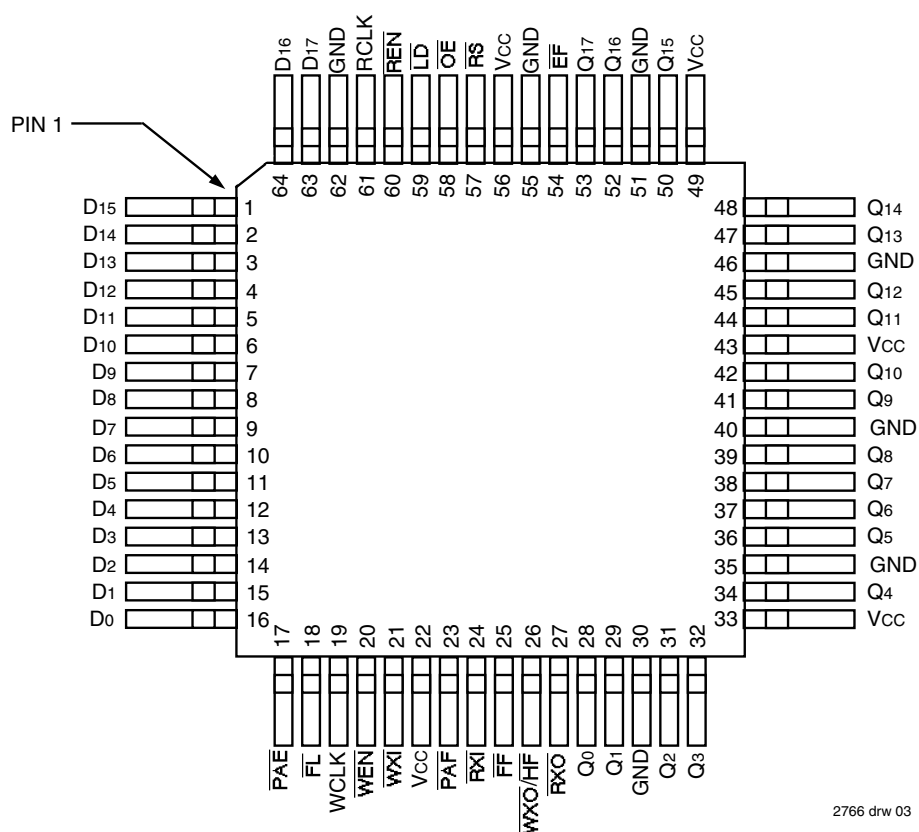 D16 D17 GND RCLK REN LD OE RS VCC GND EF Q17 Q16 GND Q15 VCC
PIN 1
64 63 62 61 60 59 58 57 56 55 54 53 52 51 50 49
D15 1 48 Q14
D14 2 47 Q13
D13 3 46 GND
D12 4 45 Q12
D11 5 44 Q11
D10 6 43 VCC
D9 7 42 Q10
D8 8 41 Q9
D7 9 40 GND
D6 10 39 Q8
D5 11 38 Q7
D4 12 37 Q6
D3 13 36 Q5
D2 14 35 GND
D1 15 34 Q4
D0 16 33 VCC
17 18 19 20 21 22 23 24 25 26 27 28 29 30 31 32
PAE FL WCLK WEN WXI VCC PAF RXI FF WXO/HF RXO Q0 Q1 GND Q2 Q3
2766 drw 03